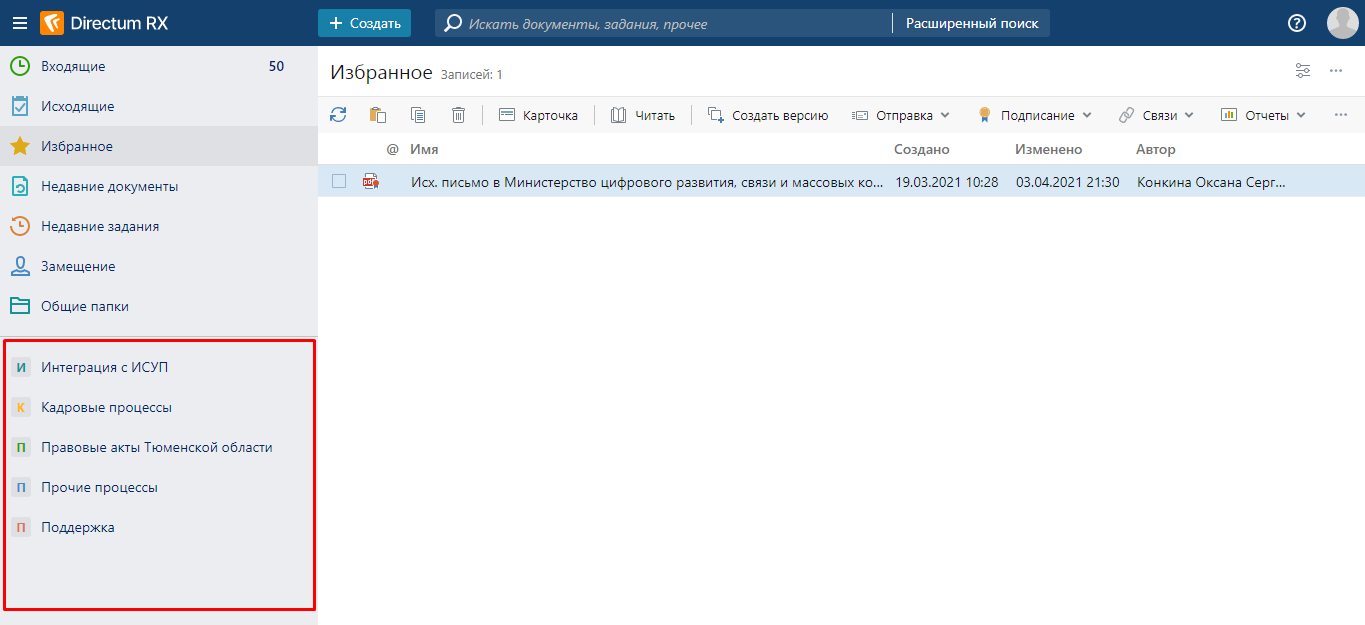 Directum RX
Создать
Искать документы, задания, прочее
Расширенный поиск
?
Входящие 50
Исходящие
Избранное
Недавние документы
Недавние задания
Замещение
Общие папки
И Интеграция с ИСУП
К Кадровые процессы
П Правовые акты Тюменской области
П Прочие процессы
П Поддержка
Избранное Записей: 1
Карточка Читать Создать версию Отправка Подписание Связи Отчеты
@ Имя Создано Изменено Автор
Исх. письмо в Министерство цифрового развития, связи и массовых ко... 19.03.2021 10:28 03.04.2021 21:30 Конкина Оксана Серг...